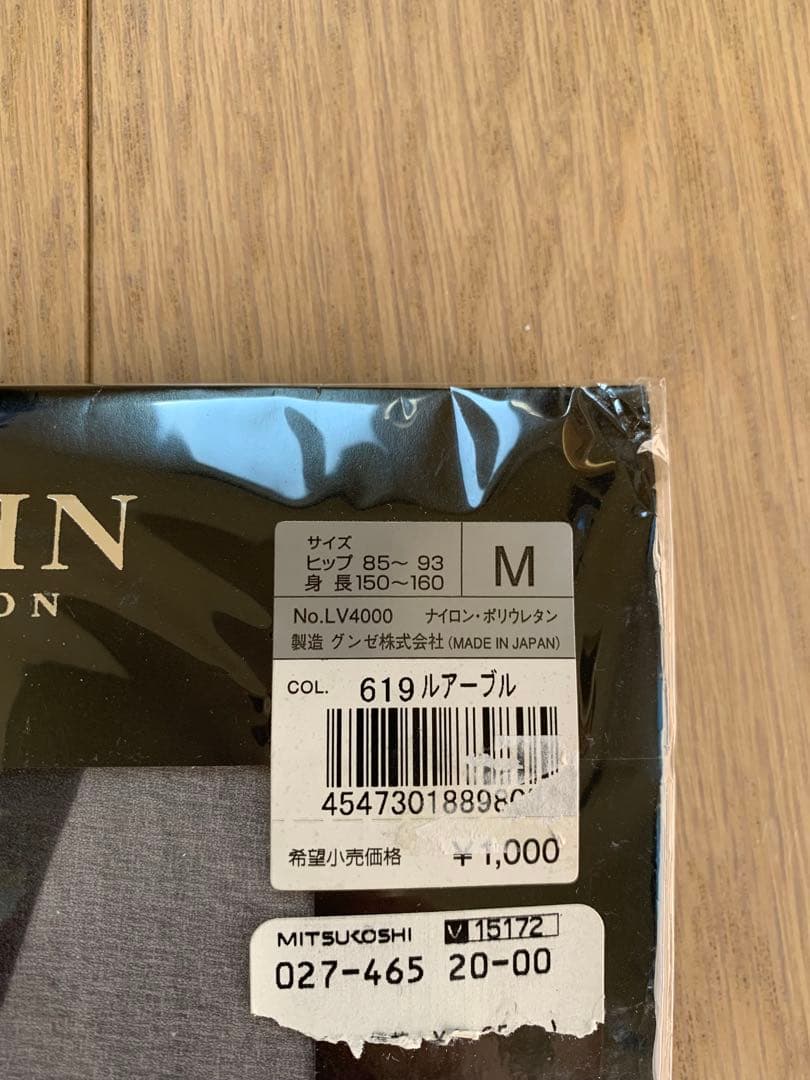 サイズ
ヒップ 85～ 93
身 長150～160
M
No.LV4000 ナイロン・ポリウレタン
製造 グンゼ株式会社(MADE IN JAPAN)
COL. 619 ルアーブル
454730188980
希望小売価格 ¥1,000
MITSUKOSHI V 15172
027-465 20-00